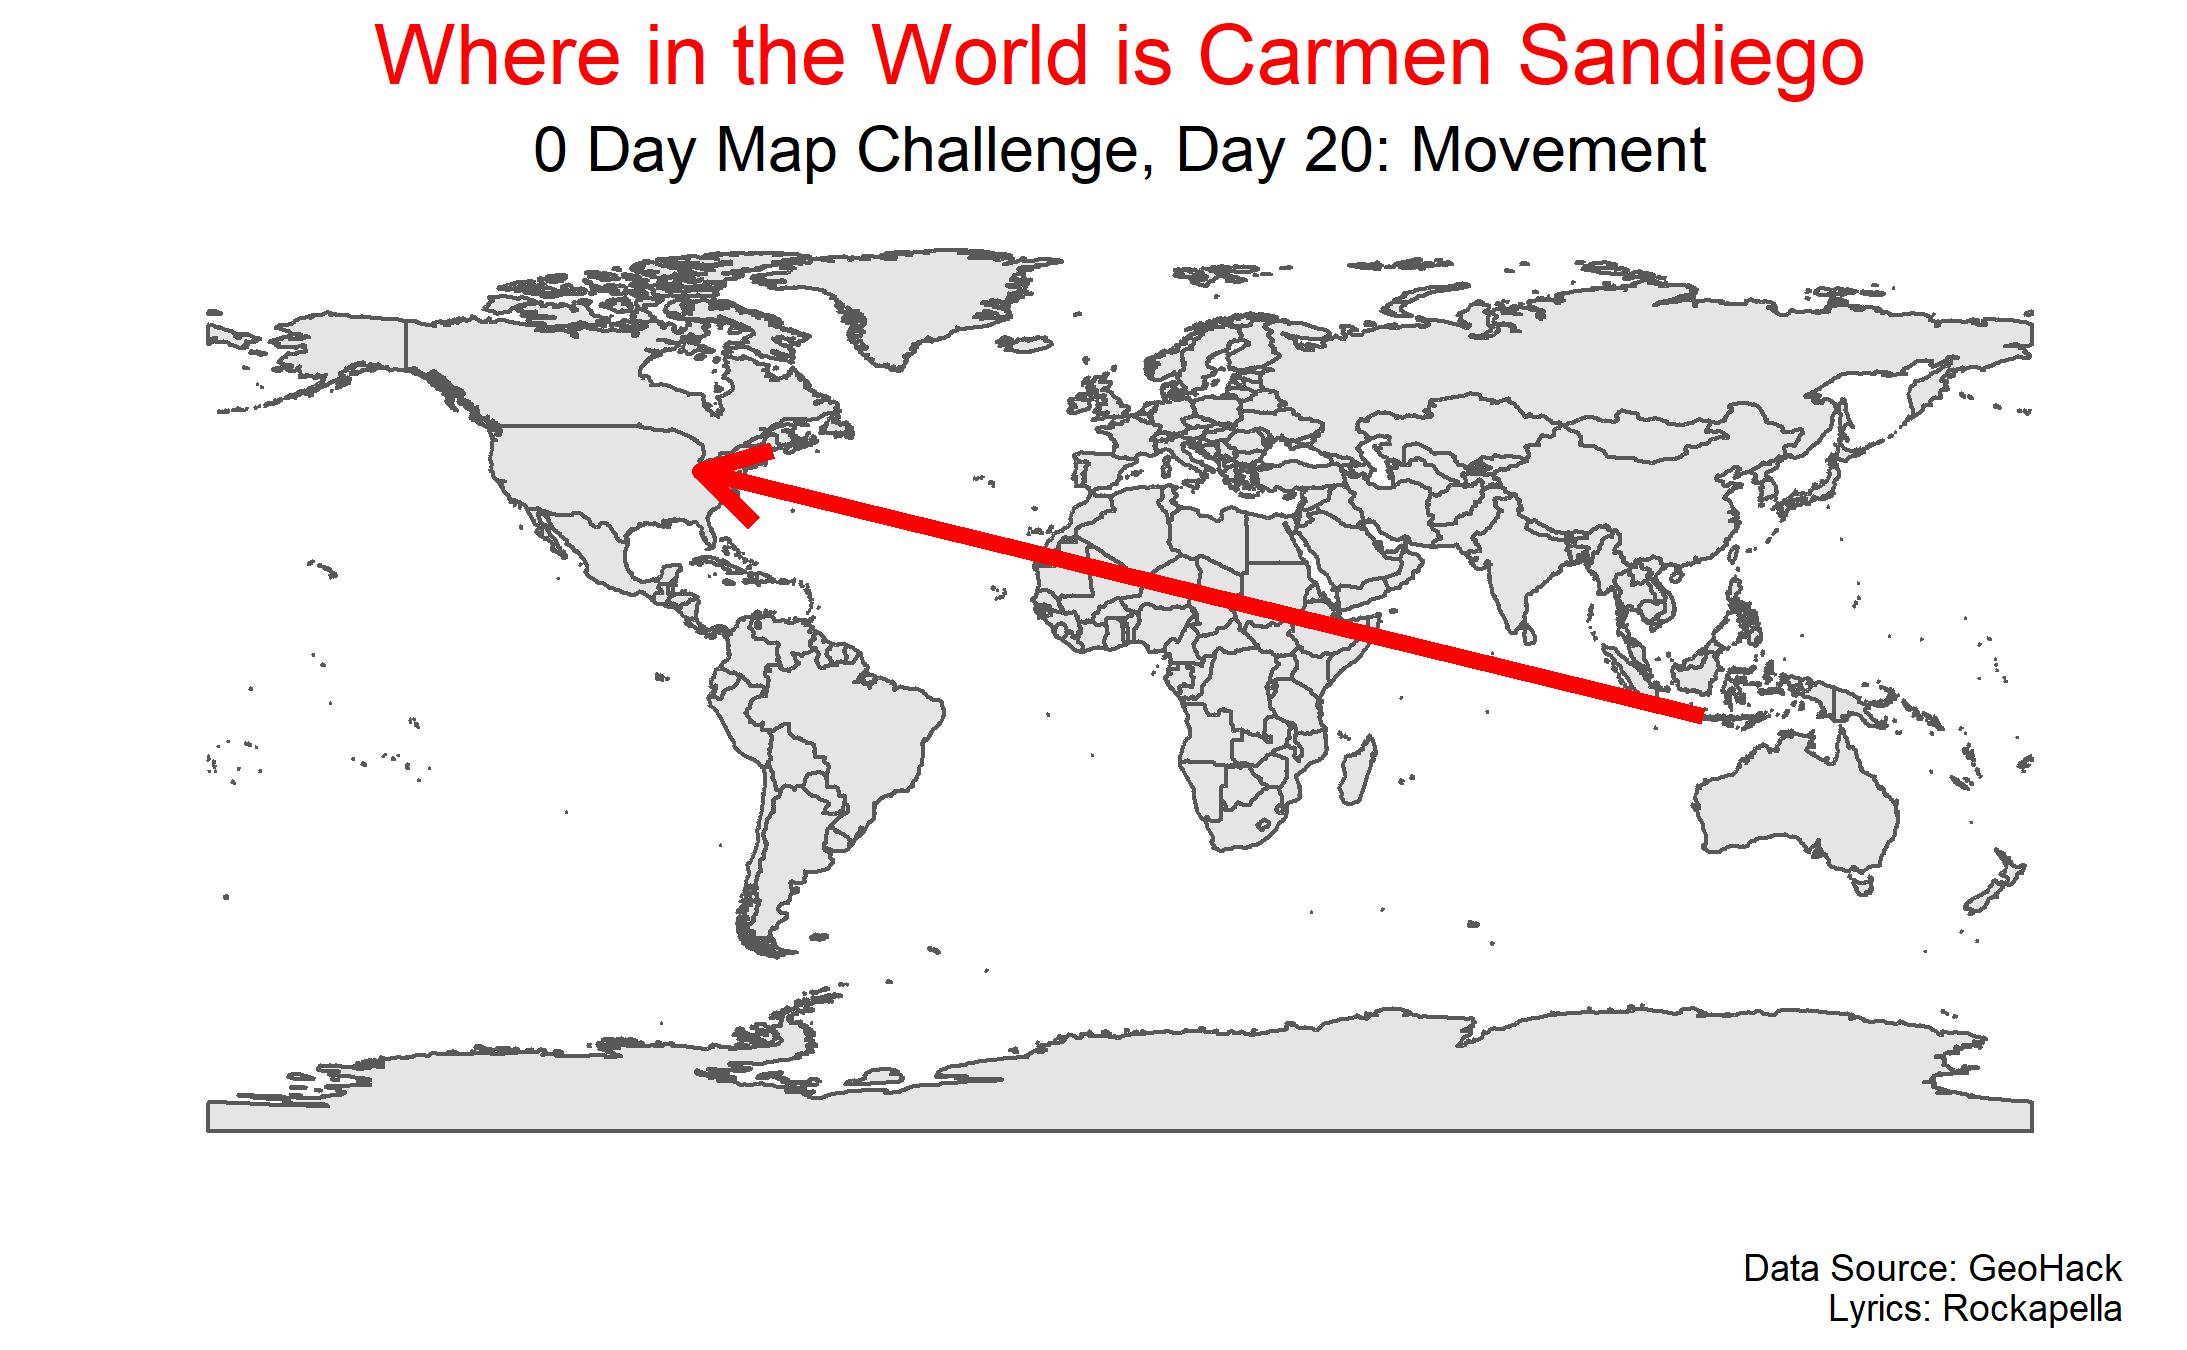 Where in the World is Carmen Sandiego
0 Day Map Challenge, Day 20: Movement
Data Source: GeoHack
Lyrics: Rockapella